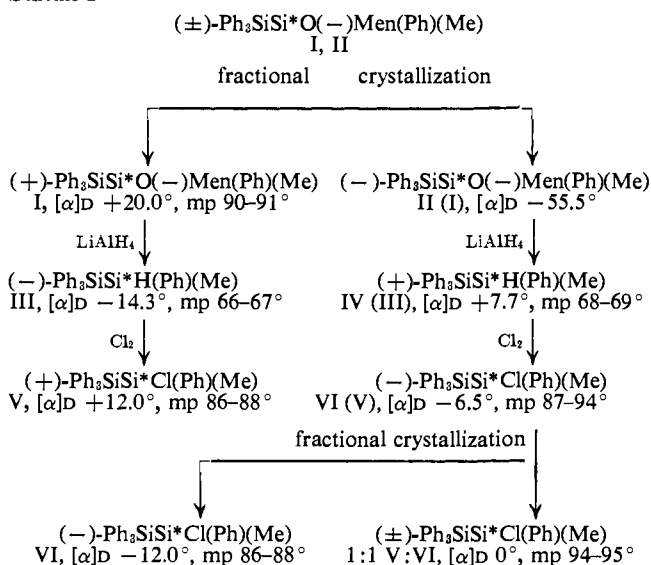 (±)-Ph₃SiSi*O(−)Men(Ph)(Me)
I, II
fractional crystallization
(+)-Ph₃SiSi*O(−)Men(Ph)(Me)
I, [α]D +20.0°, mp 90–91°
(−)-Ph₃SiSi*O(−)Men(Ph)(Me)
II (I), [α]D −55.5°
LiAlH₄
LiAlH₄
(−)-Ph₃SiSi*H(Ph)(Me)
III, [α]D −14.3°, mp 66–67°
(+)-Ph₃SiSi*H(Ph)(Me)
IV (III), [α]D +7.7°, mp 68–69°
Cl₂
Cl₂
(+)-Ph₃SiSi*Cl(Ph)(Me)
V, [α]D +12.0°, mp 86–88°
(−)-Ph₃SiSi*Cl(Ph)(Me)
VI (V), [α]D −6.5°, mp 87–94°
fractional crystallization
(−)-Ph₃SiSi*Cl(Ph)(Me)
VI, [α]D −12.0°, mp 86–88°
(±)-Ph₃SiSi*Cl(Ph)(Me)
1:1 V:VI, [α]D 0°, mp 94–95°